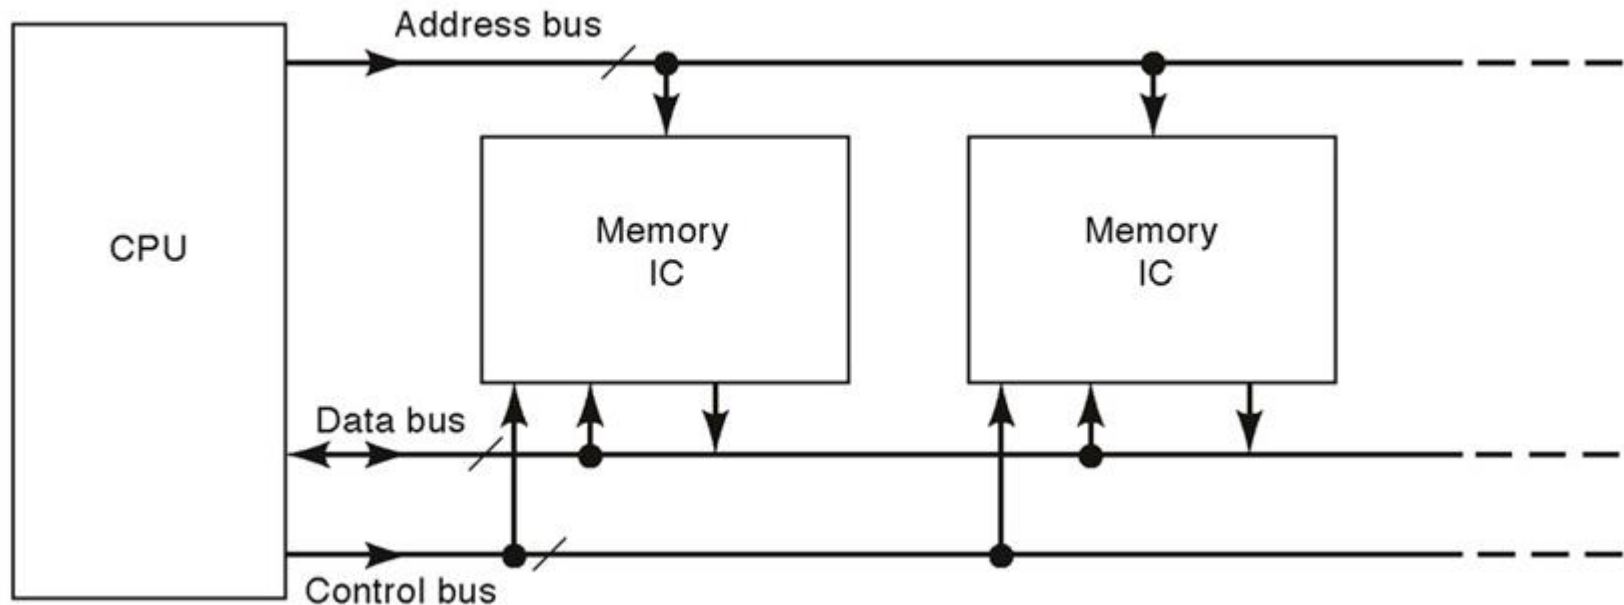 Address bus
CPU
Memory
IC
Memory
IC
Data bus
Control bus